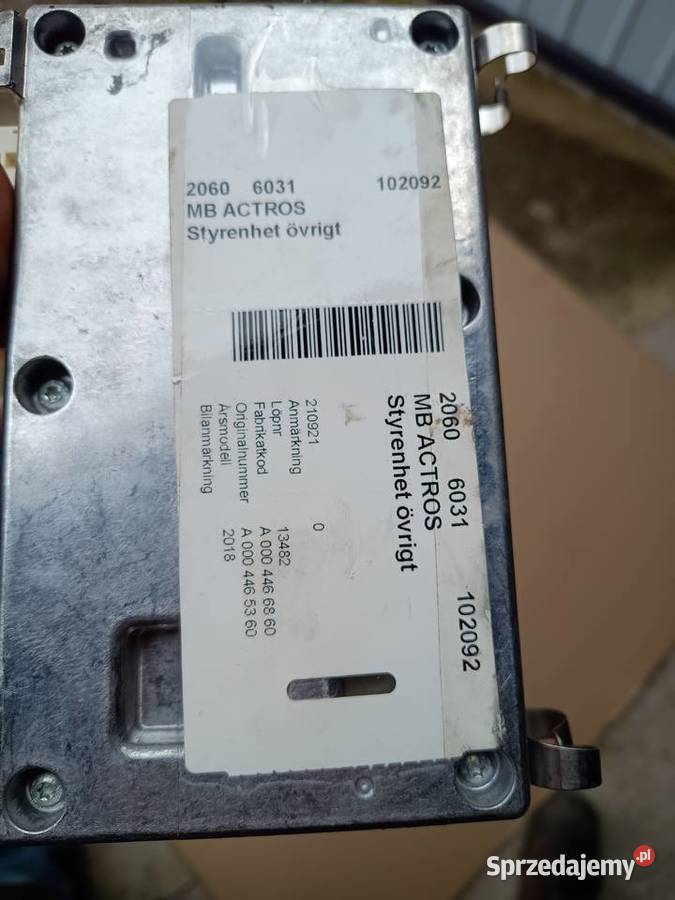 2060 6031 102092
MB ACTROS
Styrenhet övrigt
2060 6031 102092
MB ACTROS
Styrenhet övrigt
210921 0
Anmärkning
Löpnr 13482
Fabrikatkod A 000 446 68 60
Originalnummer A 000 446 53 60
Årsmodell 2018
Bilanmärkning
Sprzedajemy.pl